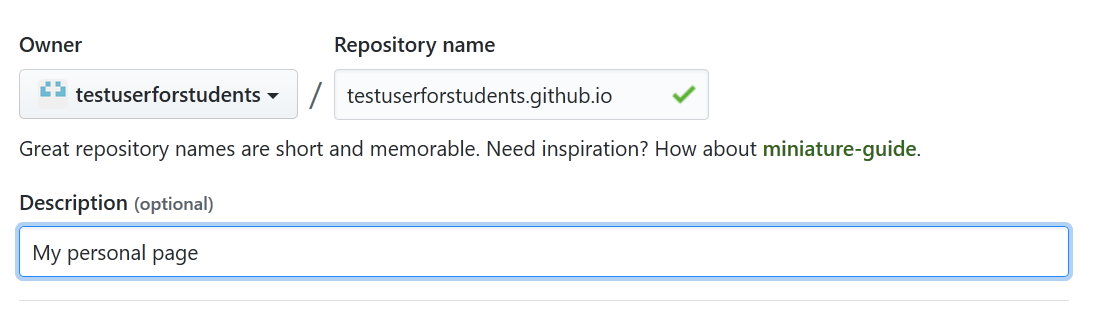 Owner
Repository name
testuserforstudents / testuserforstudents.github.io
Great repository names are short and memorable. Need inspiration? How about miniature-guide.
Description (optional)
My personal page